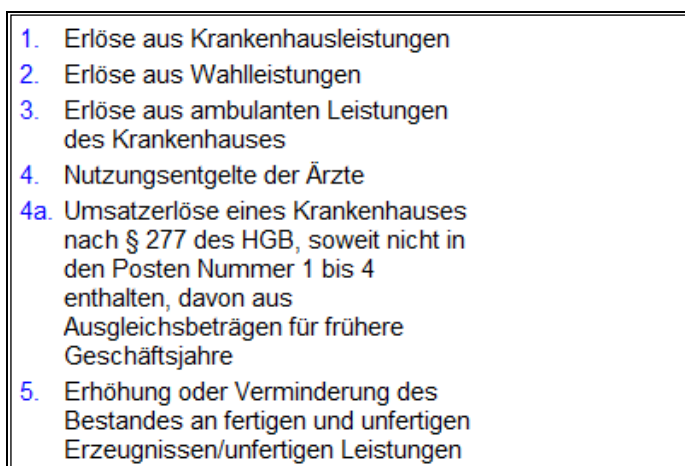 1. Erlöse aus Krankenhausleistungen
2. Erlöse aus Wahlleistungen
3. Erlöse aus ambulanten Leistungen
des Krankenhauses
4. Nutzungsentgelte der Ärzte
4a. Umsatzerlöse eines Krankenhauses
nach § 277 des HGB, soweit nicht in
den Posten Nummer 1 bis 4
enthalten, davon aus
Ausgleichsbeträgen für frühere
Geschäftsjahre
5. Erhöhung oder Verminderung des
Bestandes an fertigen und unfertigen
Erzeugnissen/unfertigen Leistungen